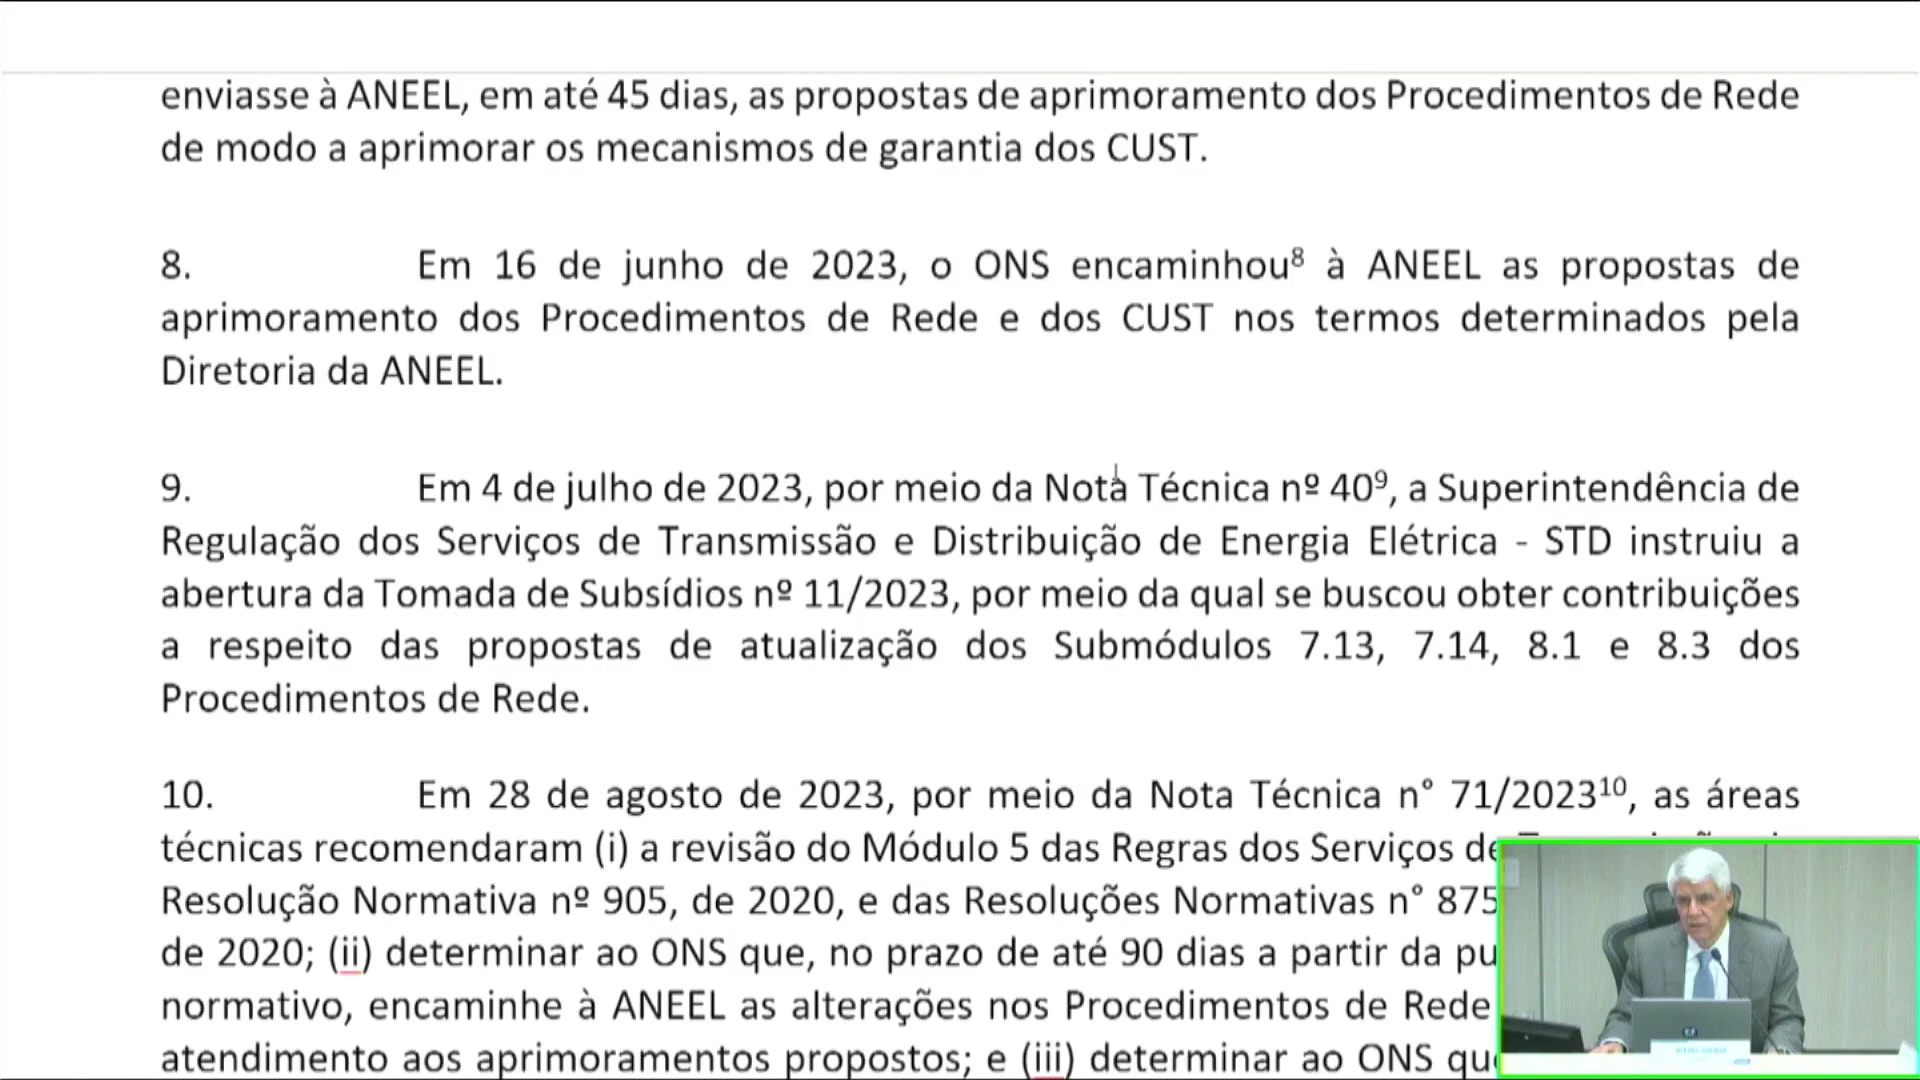 enviasse à ANEEL, em até 45 dias, as propostas de aprimoramento dos Procedimentos de Rede
de modo a aprimorar os mecanismos de garantia dos CUST.
8. Em 16 de junho de 2023, o ONS encaminhou⁸ à ANEEL as propostas de
aprimoramento dos Procedimentos de Rede e dos CUST nos termos determinados pela
Diretoria da ANEEL.
9. Em 4 de julho de 2023, por meio da Nota Técnica nº 40⁹, a Superintendência de
Regulação dos Serviços de Transmissão e Distribuição de Energia Elétrica - STD instruiu a
abertura da Tomada de Subsídios nº 11/2023, por meio da qual se buscou obter contribuições
a respeito das propostas de atualização dos Submódulos 7.13, 7.14, 8.1 e 8.3 dos
Procedimentos de Rede.
10. Em 28 de agosto de 2023, por meio da Nota Técnica n° 71/2023¹⁰, as áreas
técnicas recomendaram (i) a revisão do Módulo 5 das Regras dos Serviços de
Resolução Normativa nº 905, de 2020, e das Resoluções Normativas n° 875
de 2020; (ii) determinar ao ONS que, no prazo de até 90 dias a partir da pu
normativo, encaminhe à ANEEL as alterações nos Procedimentos de Rede
atendimento aos aprimoramentos propostos; e (iii) determinar ao ONS qu